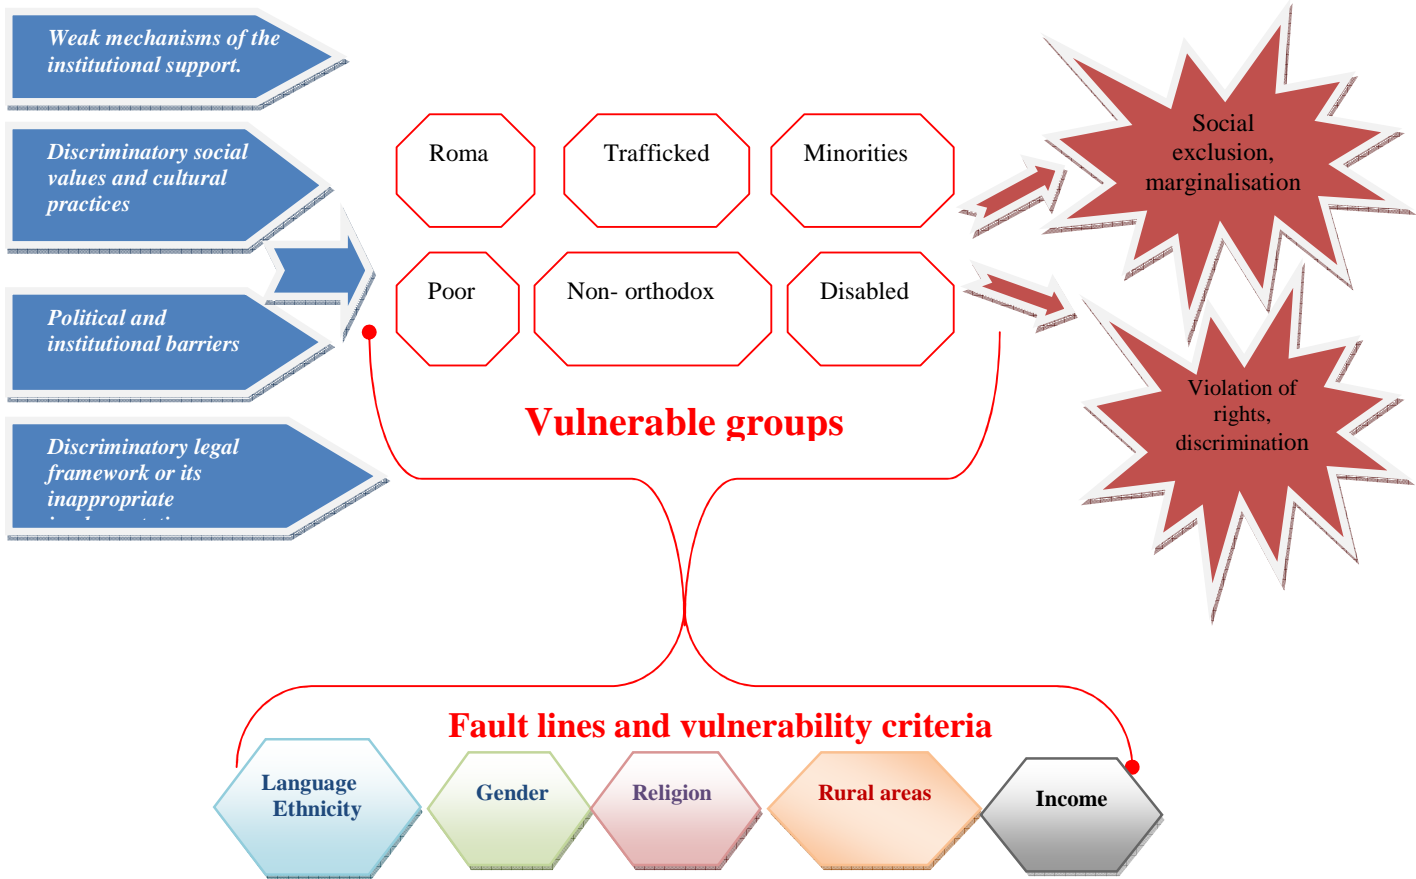 Weak mechanisms of the
institutional support.
Discriminatory social
values and cultural
practices
Political and
institutional barriers
Discriminatory legal
framework or its
inappropriate
Roma
Trafficked
Minorities
Poor
Non- orthodox
Disabled
Vulnerable groups
Social
exclusion,
marginalisation
Violation of
rights,
discrimination
Fault lines and vulnerability criteria
Language
Ethnicity
Gender
Religion
Rural areas
Income